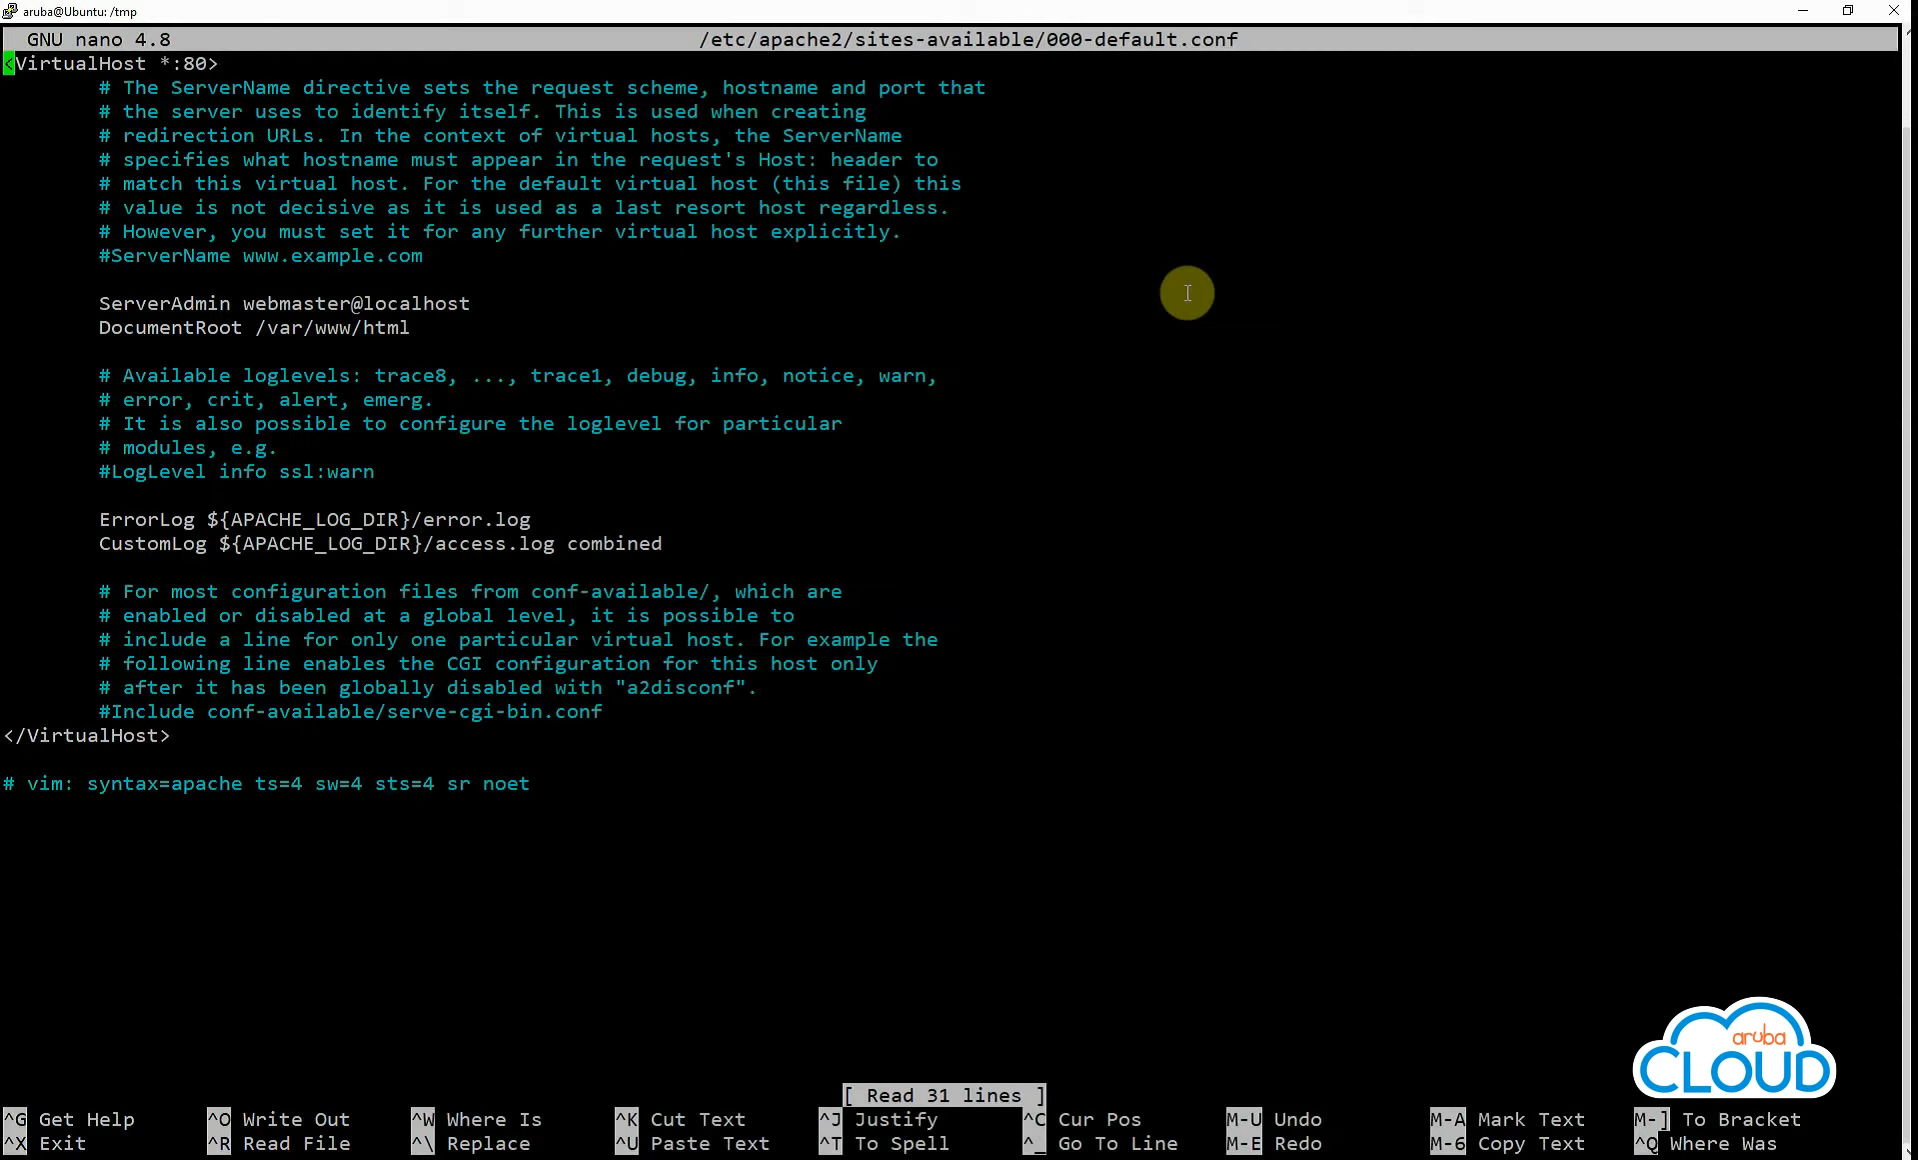 aruba@Ubuntu: /tmp
GNU nano 4.8 /etc/apache2/sites-available/000-default.conf
<VirtualHost *:80>
# The ServerName directive sets the request scheme, hostname and port that
# the server uses to identify itself. This is used when creating
# redirection URLs. In the context of virtual hosts, the ServerName
# specifies what hostname must appear in the request's Host: header to
# match this virtual host. For the default virtual host (this file) this
# value is not decisive as it is used as a last resort host regardless.
# However, you must set it for any further virtual host explicitly.
#ServerName www.example.com
ServerAdmin webmaster@localhost
DocumentRoot /var/www/html
# Available loglevels: trace8, ..., trace1, debug, info, notice, warn,
# error, crit, alert, emerg.
# It is also possible to configure the loglevel for particular
# modules, e.g.
#LogLevel info ssl:warn
ErrorLog ${APACHE_LOG_DIR}/error.log
CustomLog ${APACHE_LOG_DIR}/access.log combined
# For most configuration files from conf-available/, which are
# enabled or disabled at a global level, it is possible to
# include a line for only one particular virtual host. For example the
# following line enables the CGI configuration for this host only
# after it has been globally disabled with "a2disconf".
#Include conf-available/serve-cgi-bin.conf
</VirtualHost>
# vim: syntax=apache ts=4 sw=4 sts=4 sr noet
aruba
CLOUD
[ Read 31 lines ]
^G Get Help ^O Write Out ^W Where Is ^K Cut Text ^J Justify ^C Cur Pos M-U Undo M-A Mark Text M-] To Bracket
^X Exit ^R Read File ^\ Replace ^U Paste Text ^T To Spell ^_ Go To Line M-E Redo M-6 Copy Text ^Q Where Was